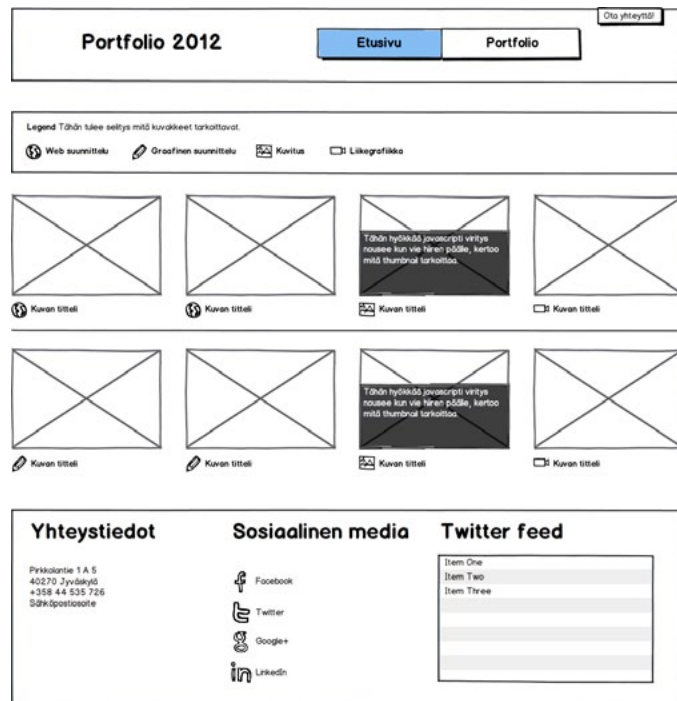 Ota yhteyttä!
Portfolio 2012
Etusivu
Portfolio
Legend Tähän tulee selitys mitä kuvakkeet tarkoittavat.
Web suunnittelu
Graafinen suunnittelu
Kuvitus
Liikegrafiikka
Tähän hyökkää javascripti viritys
nousee kun vie hiren päälle, kertoo
mitä thumbnail tarkoittaa.
Kuvan titteli
Kuvan titteli
Kuvan titteli
Kuvan titteli
Tähän hyökkää javascripti viritys
nousee kun vie hiren päälle, kertoo
mitä thumbnail tarkoittaa.
Kuvan titteli
Kuvan titteli
Kuvan titteli
Kuvan titteli
Yhteystiedot
Pirkkolantie 1 A 5
40270 Jyväskylä
+358 44 535 726
Sähköpostiosoite
Sosiaalinen media
Facebook
Twitter
Google+
LinkedIn
Twitter feed
Item One
Item Two
Item Three